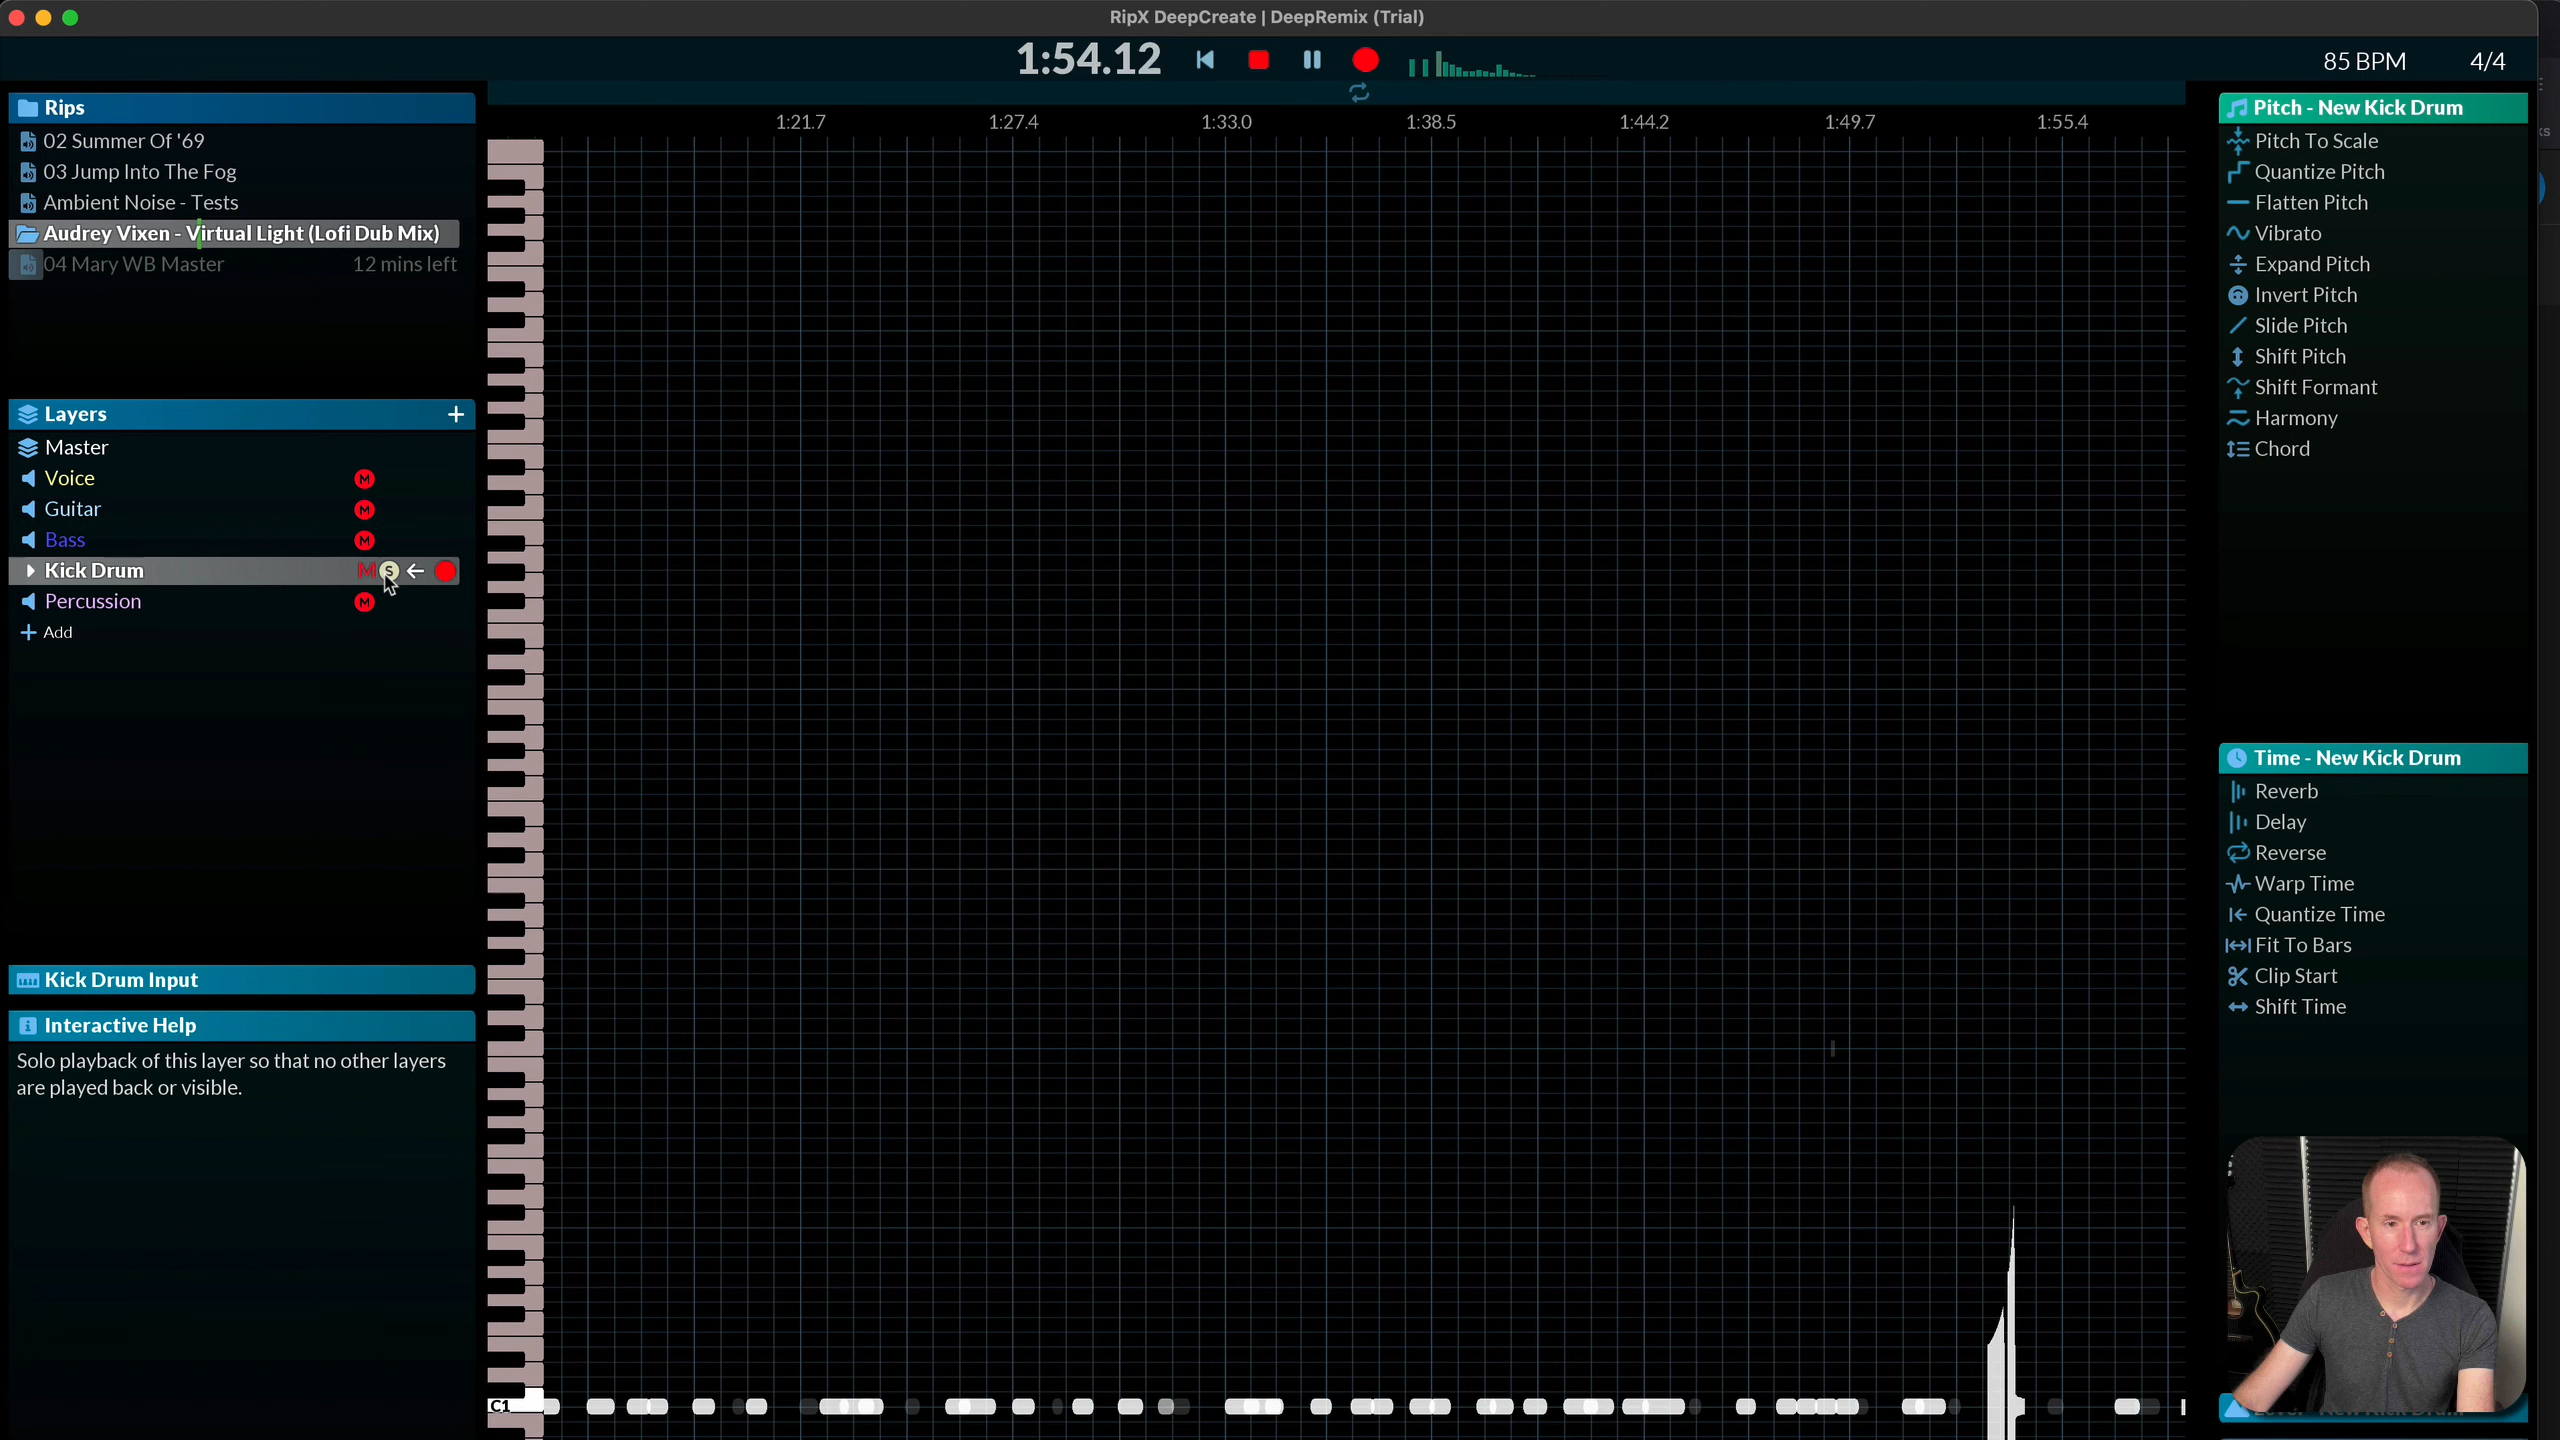 RipX DeepCreate | DeepRemix (Trial)
1:54.12
85 BPM
4/4
Rips
02 Summer Of '69
03 Jump Into The Fog
Ambient Noise - Tests
Audrey Vixen - Virtual Light (Lofi Dub Mix)
04 Mary WB Master
12 mins left
1:21.7
1:27.4
1:33.0
1:38.5
1:44.2
1:49.7
1:55.4
Layers
Master
Voice M
Guitar M
Bass M
Kick Drum M S
Percussion M
Add
Kick Drum Input
Interactive Help
Solo playback of this layer so that no other layers
are played back or visible.
C1
Pitch - New Kick Drum
Pitch To Scale
Quantize Pitch
Flatten Pitch
Vibrato
Expand Pitch
Invert Pitch
Slide Pitch
Shift Pitch
Shift Formant
Harmony
Chord
Time - New Kick Drum
Reverb
Delay
Reverse
Warp Time
Quantize Time
Fit To Bars
Clip Start
Shift Time